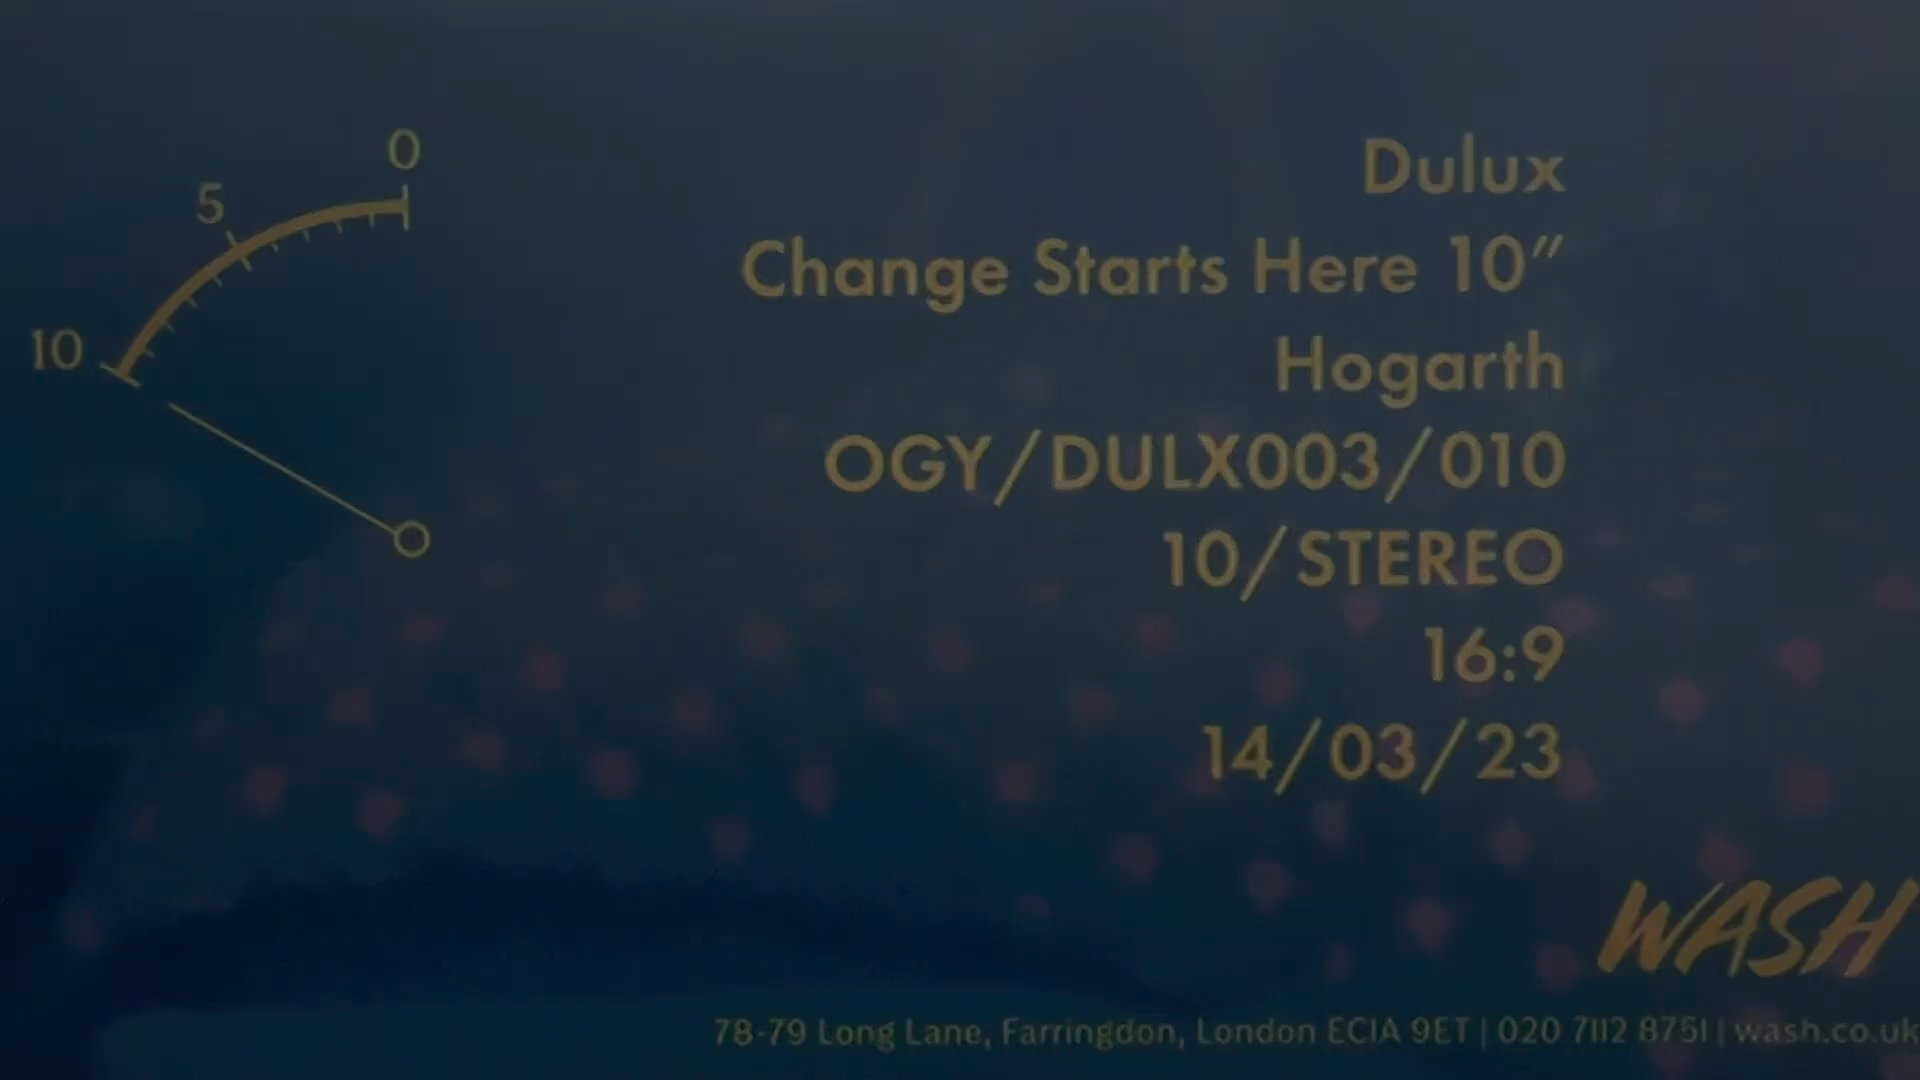 0
5
10
Dulux
Change Starts Here 10”
Hogarth
OGY/DULX003/010
10/STEREO
16:9
14/03/23
WASH
78-79 Long Lane, Farringdon, London EC1A 9ET | 020 7112 8751 | wash.co.uk